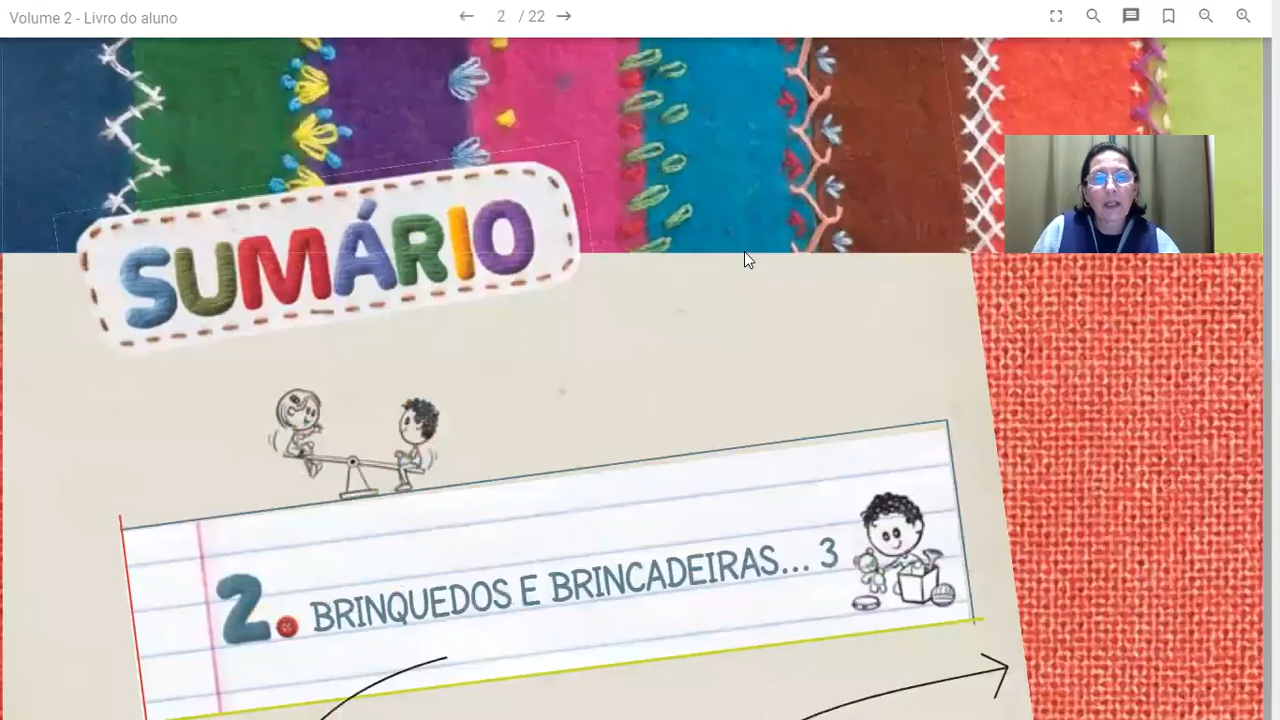 Volume 2 - Livro do aluno
2 / 22
SUMÁRIO
2. BRINQUEDOS E BRINCADEIRAS... 3